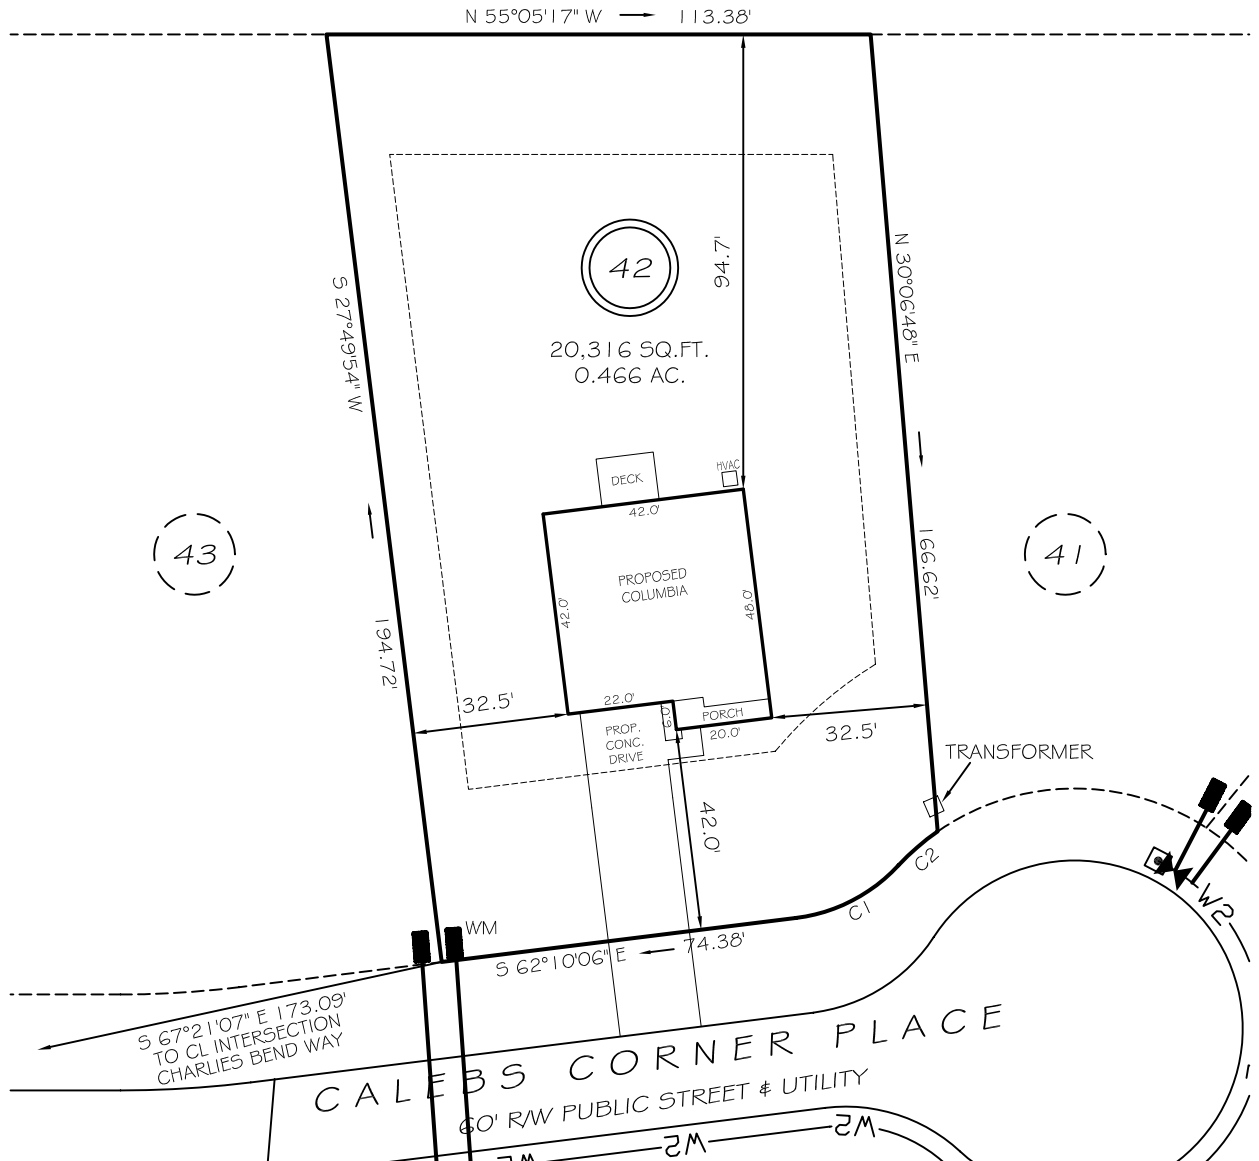 N 55°05'17" W
113.38'
42
94.7'
N 30°06'48" E
S 27°49'54" W
20,316 SQ.FT.
0.466 AC.
DECK
HVAC
42.0'
43
41
PROPOSED
COLUMBIA
42.0'
48.0'
166.62'
194.72'
32.5'
22.0'
6.0'
PORCH
20.0'
PROP.
CONC.
DRIVE
32.5'
TRANSFORMER
42.0'
C2
C1
WM
74.38'
S 62°10'06" E
W2
S 67°21'07" E 173.09'
TO CL INTERSECTION
CHARLIES BEND WAY
CALEBS CORNER PLACE
60' R/W PUBLIC STREET & UTILITY
W2
W2